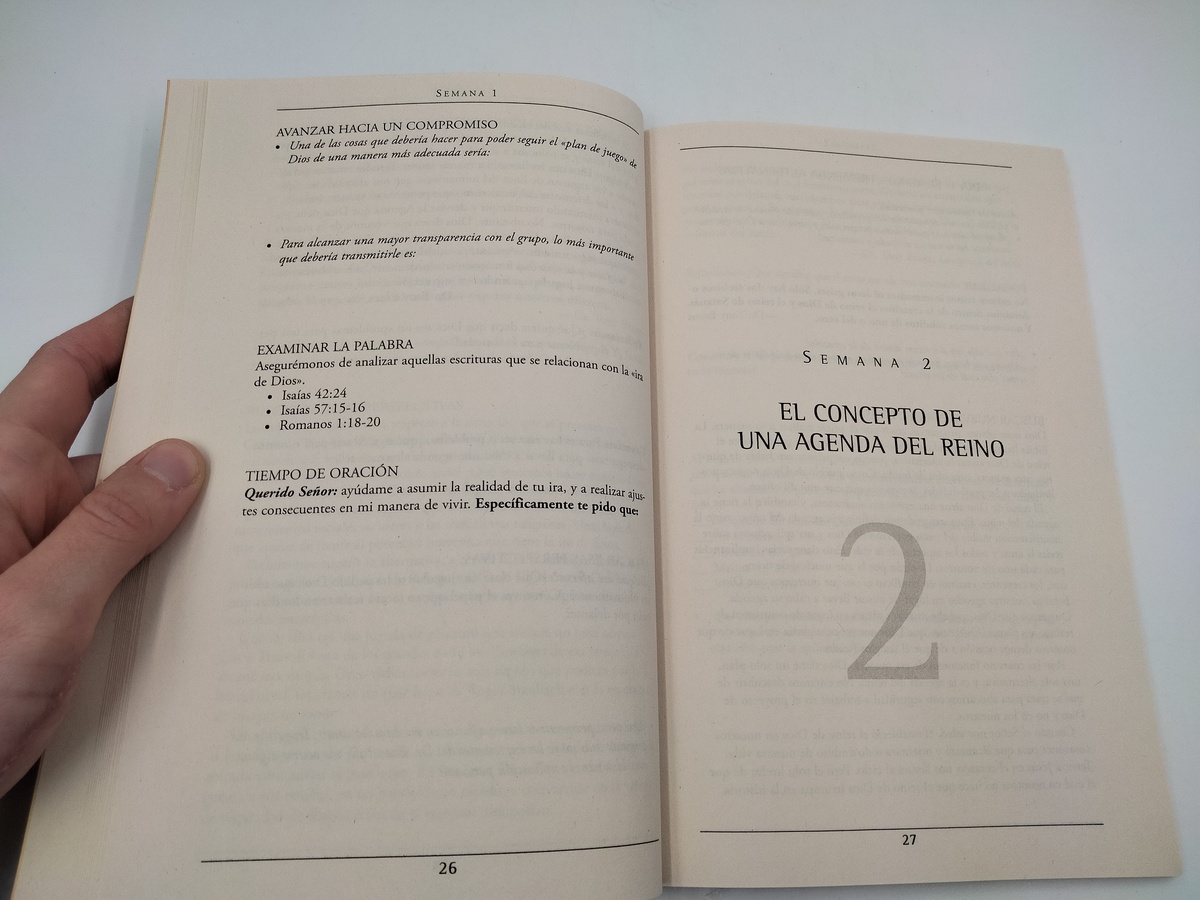 SEMANA 1
AVANZAR HACIA UN COMPROMISO
• Una de las cosas que debería hacer para poder seguir el «plan de juego» de
Dios de una manera más adecuada sería:
• Para alcanzar una mayor transparencia con el grupo, lo más importante
que debería transmitirle es:
EXAMINAR LA PALABRA
Asegurémonos de analizar aquellas escrituras que se relacionan con la «ira
de Dios».
• Isaías 42:24
• Isaías 57:15-16
• Romanos 1:18-20
TIEMPO DE ORACIÓN
Querido Señor: ayúdame a asumir la realidad de tu ira, y a realizar ajus-
tes consecuentes en mi manera de vivir. Específicamente te pido que:
26
SEMANA 2
EL CONCEPTO DE
UNA AGENDA DEL REINO
2
27